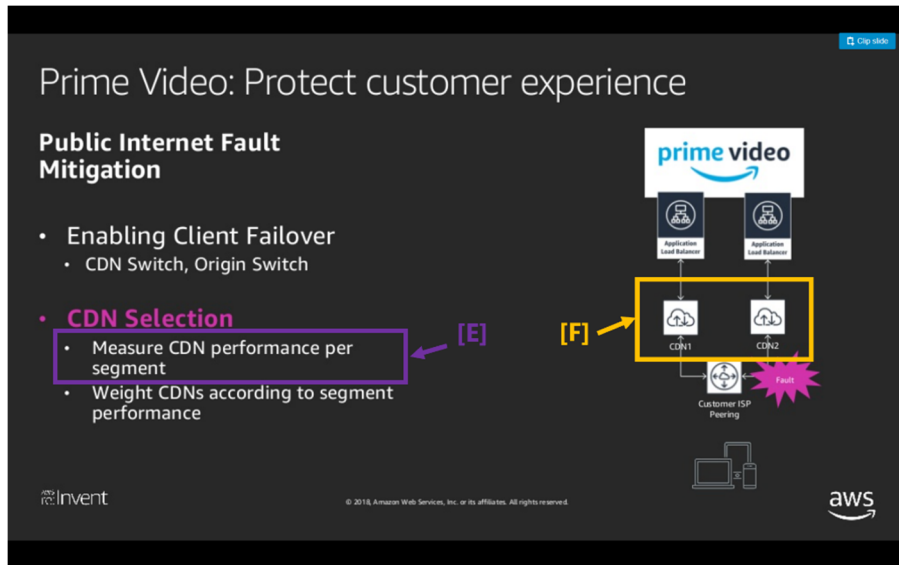 Clip slide
Prime Video: Protect customer experience
Public Internet Fault
Mitigation
• Enabling Client Failover
• CDN Switch, Origin Switch
• CDN Selection
• Measure CDN performance per
segment
• Weight CDNs according to segment
performance
[E]
[F]
prime video
Application
Load Balancer
Application
Load Balancer
CDN1
CDN2
Fault
Customer ISP
Peering
re:Invent
© 2018, Amazon Web Services, Inc. or its affiliates. All rights reserved.
aws